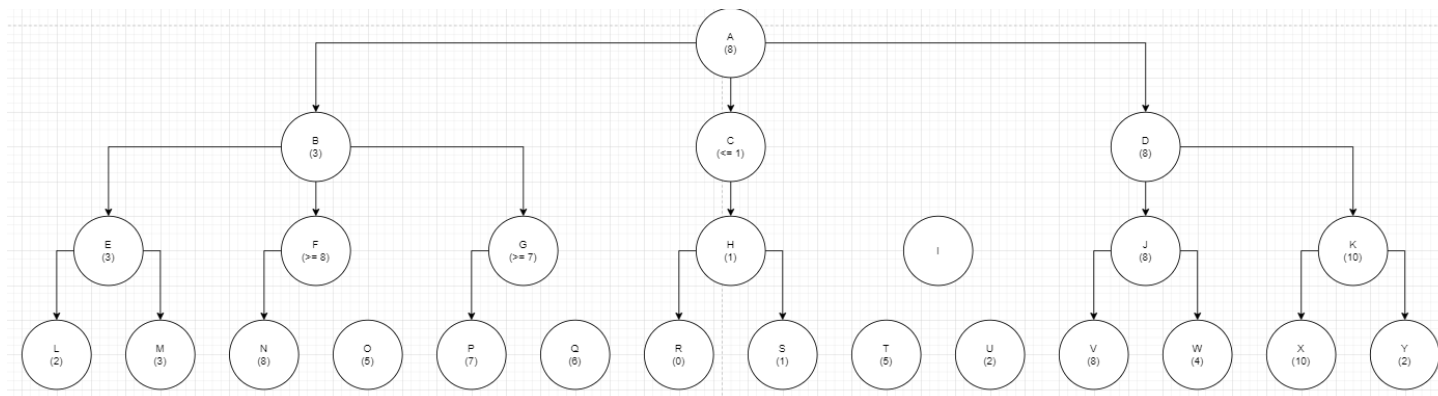 A
(8)
B
(3)
C
(<= 1)
D
(8)
E
(3)
F
(>= 8)
G
(>= 7)
H
(1)
I
J
(8)
K
(10)
L
(2)
M
(3)
N
(8)
O
(5)
P
(7)
Q
(6)
R
(0)
S
(1)
T
(5)
U
(2)
V
(8)
W
(4)
X
(10)
Y
(2)